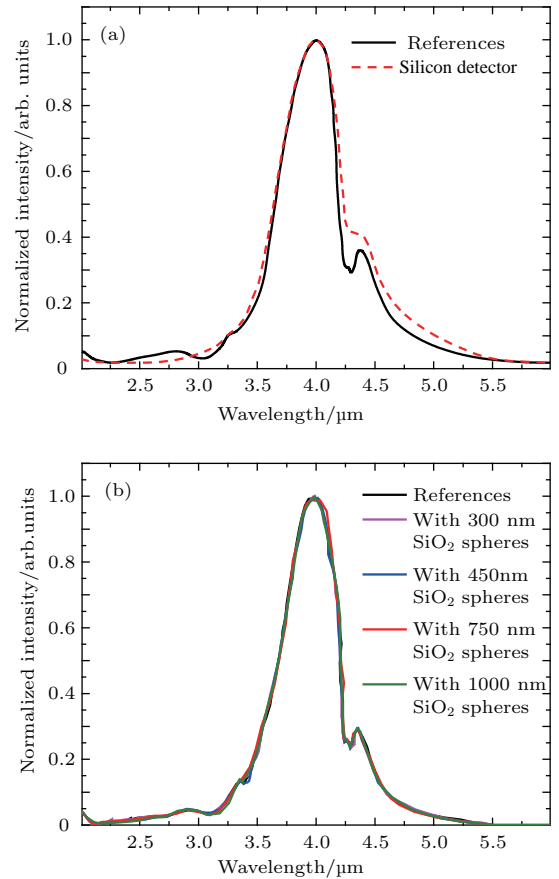 (a)
References
Silicon detector
Normalized intensity/arb. units
1.0
0.8
0.6
0.4
0.2
0
2.5 3.0 3.5 4.0 4.5 5.0 5.5
Wavelength/µm
(b)
References
With 300 nm
SiO₂ spheres
With 450nm
SiO₂ spheres
With 750 nm
SiO₂ spheres
With 1000 nm
SiO₂ spheres
Normalized intensity/arb.units
1.0
0.8
0.6
0.4
0.2
0
2.5 3.0 3.5 4.0 4.5 5.0 5.5
Wavelength/µm